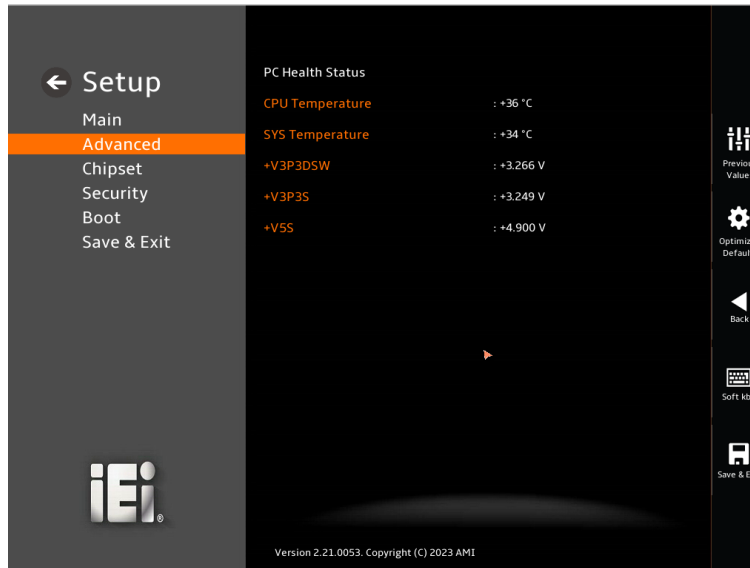 Setup
Main
Advanced
Chipset
Security
Boot
Save & Exit
PC Health Status
CPU Temperature : +36 °C
SYS Temperature : +34 °C
+V3P3DSW : +3.266 V
+V3P3S : +3.249 V
+V5S : +4.900 V
Back
Soft
Save &
iEi®
Version 2.21.0053. Copyright (C) 2023 AMI